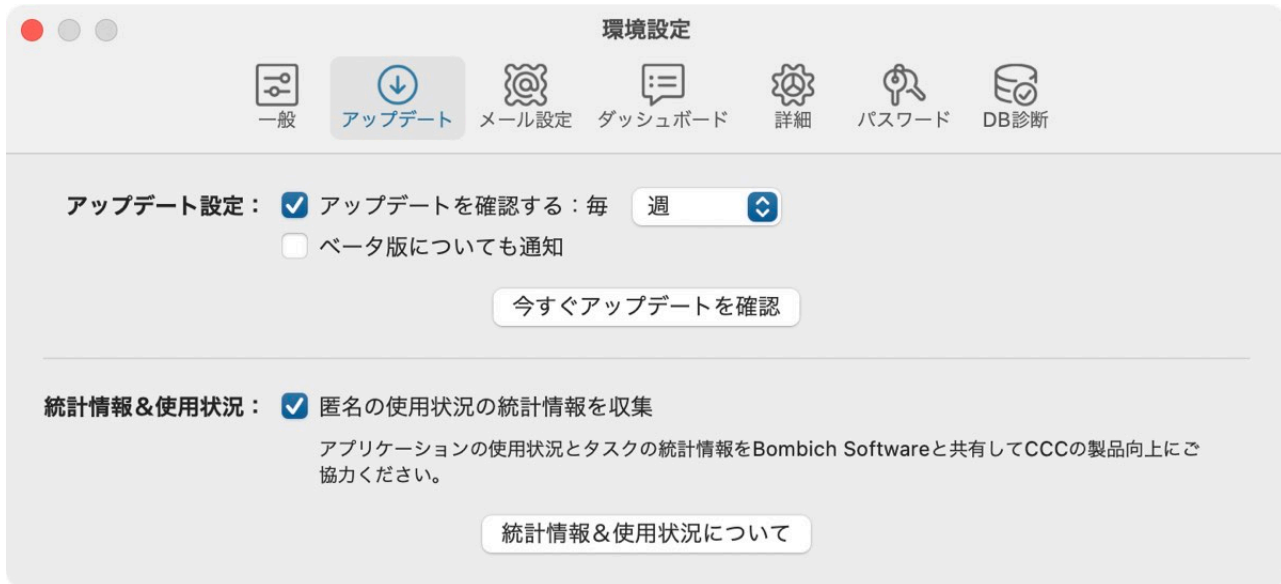 環境設定
一般 アップデート メール設定 ダッシュボード 詳細 パスワード DB診断
アップデート設定： アップデートを確認する：毎 週
ベータ版についても通知
今すぐアップデートを確認
統計情報＆使用状況： 匿名の使用状況の統計情報を収集
アプリケーションの使用状況とタスクの統計情報をBombich Softwareと共有してCCCの製品向上にご
協力ください。
統計情報＆使用状況について